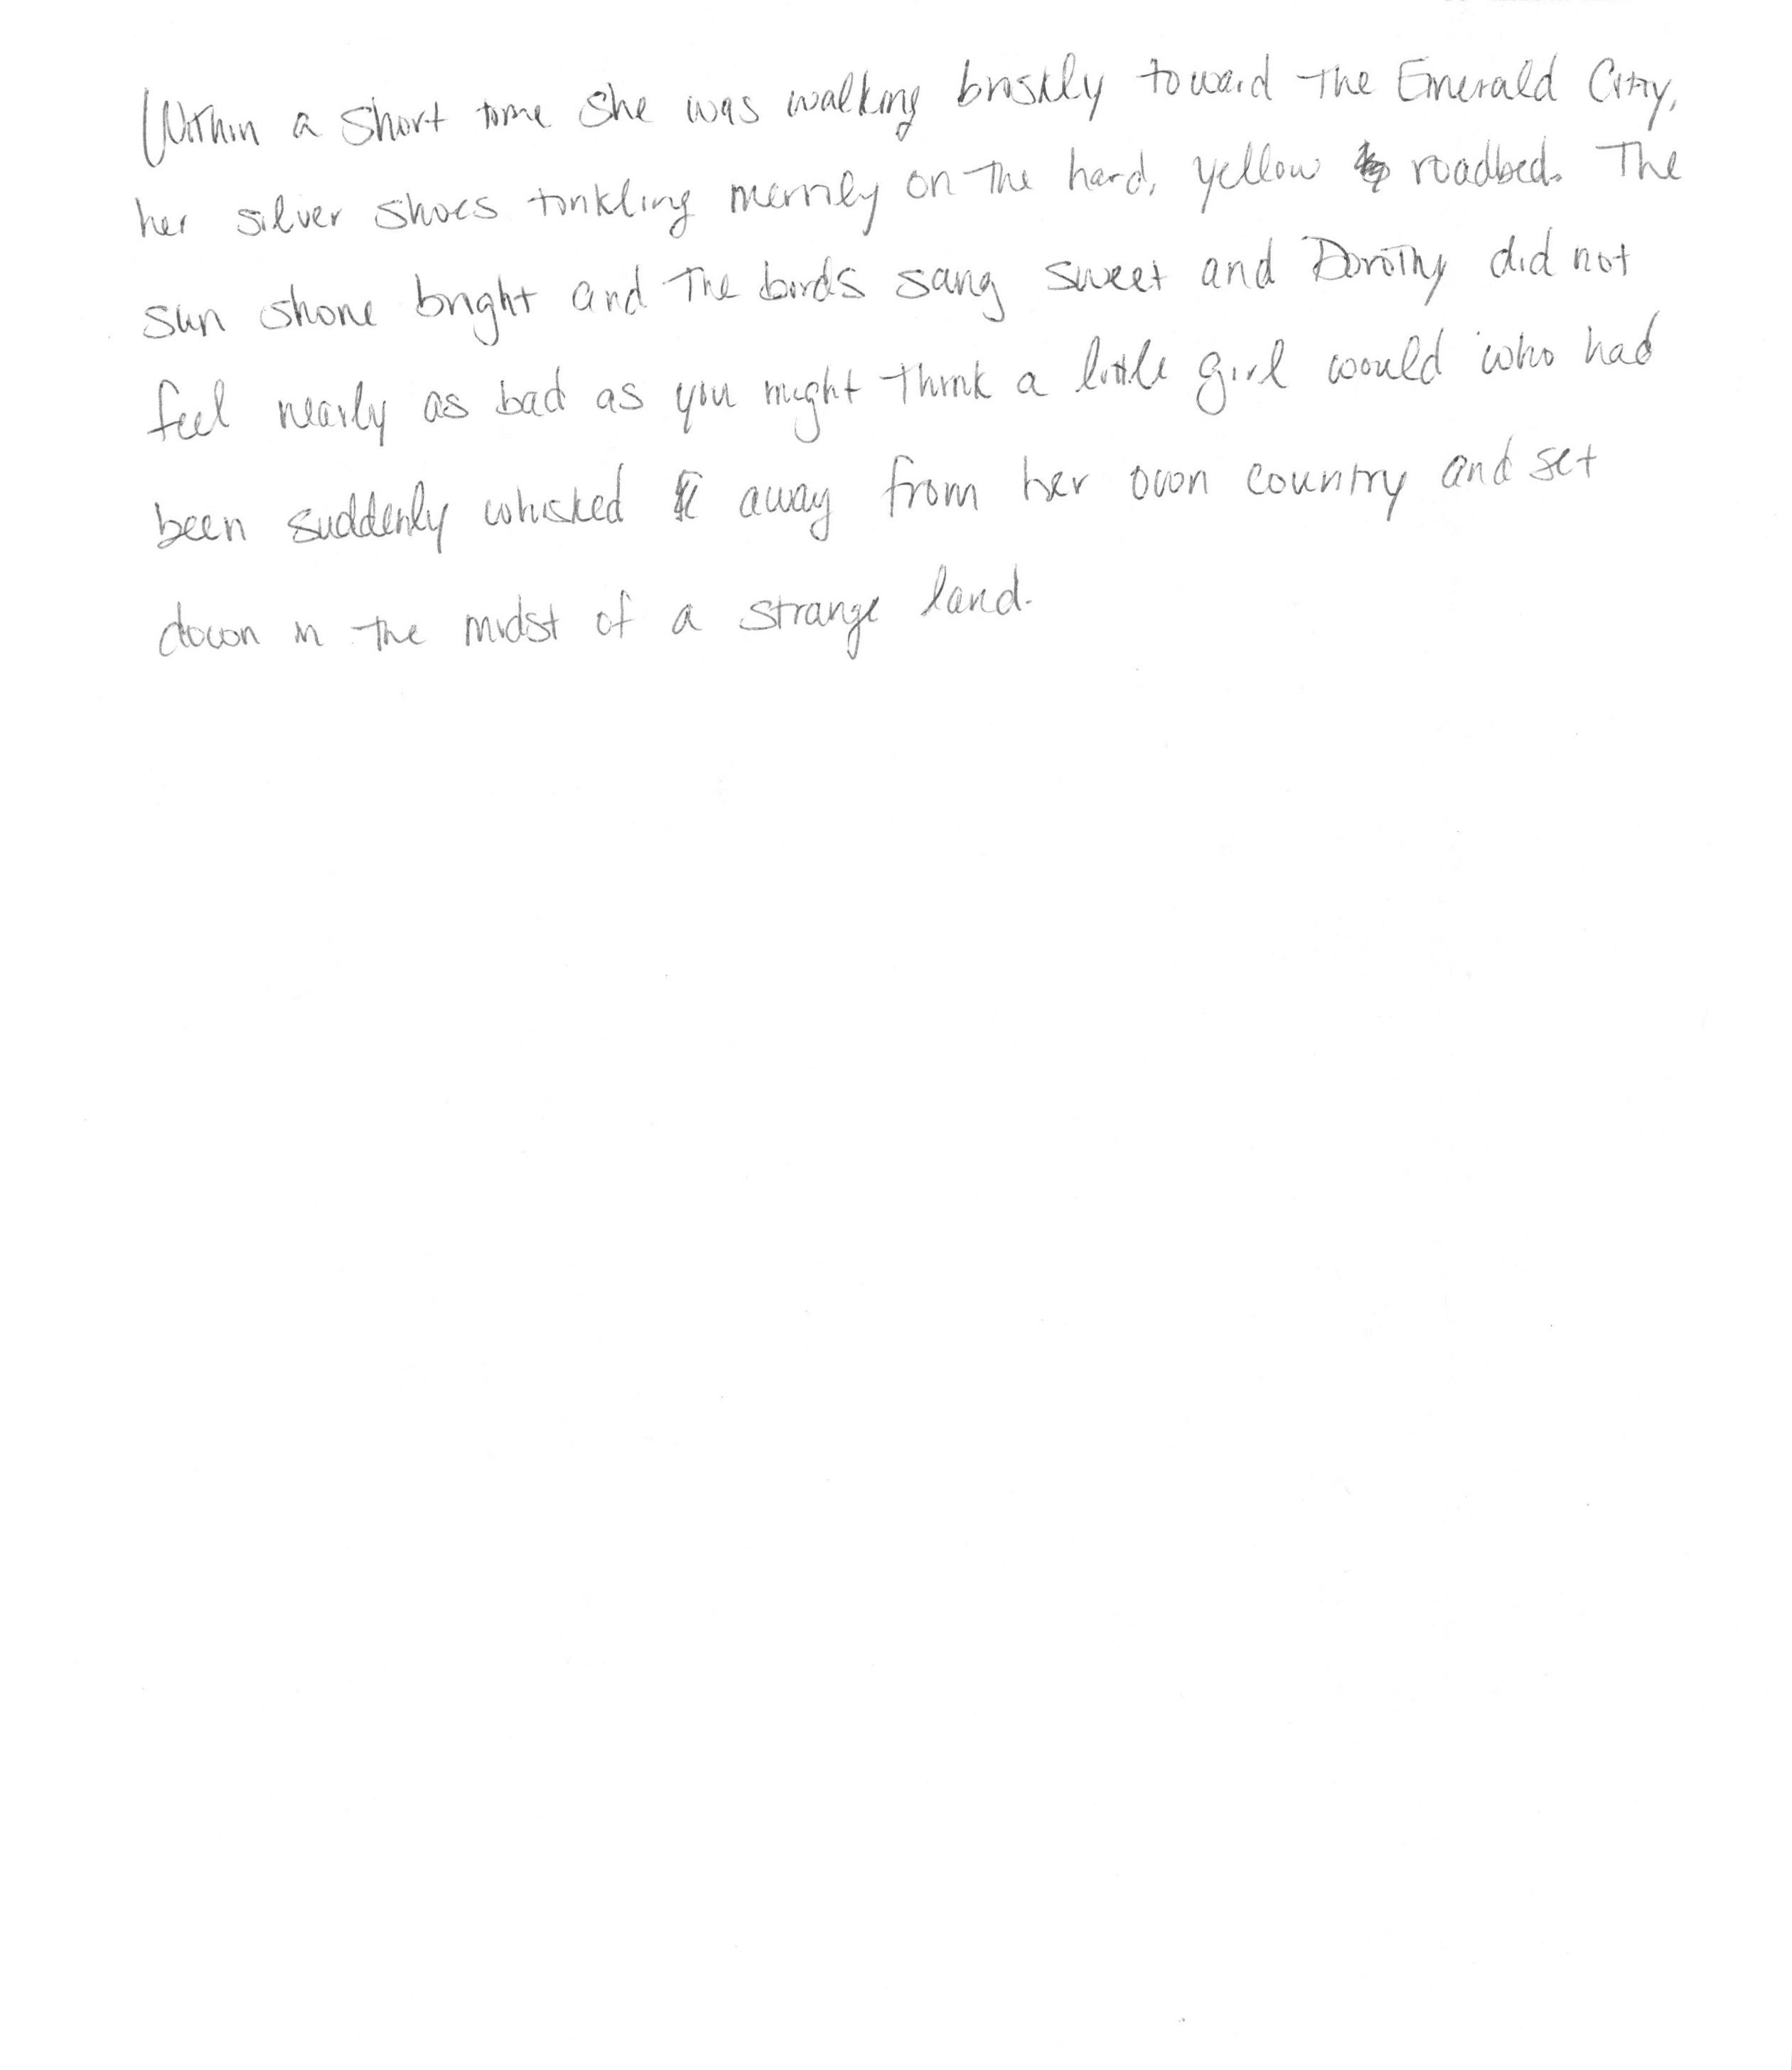 Within a short time she was walking briskly toward the Emerald City,
her silver shoes tinkling merrily on the hard, yellow roadbed. The
sun shone bright and the birds sang sweet and Dorothy did not
feel nearly as bad as you might think a little girl would who had
been suddenly whisked away from her own country and set
down in the midst of a strange land.